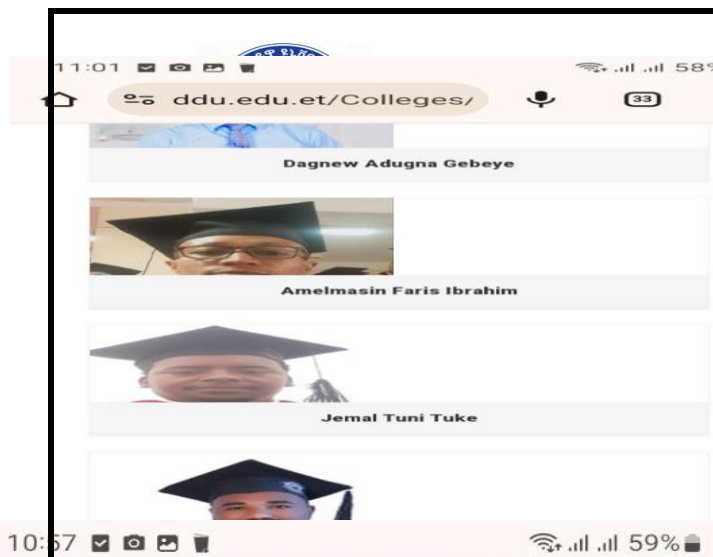 11:01 58%
ddu.edu.et/Colleges/ 33
Dagnew Adugna Gebeye
Amelmasin Faris Ibrahim
Jemal Tuni Tuke
10:57 59%